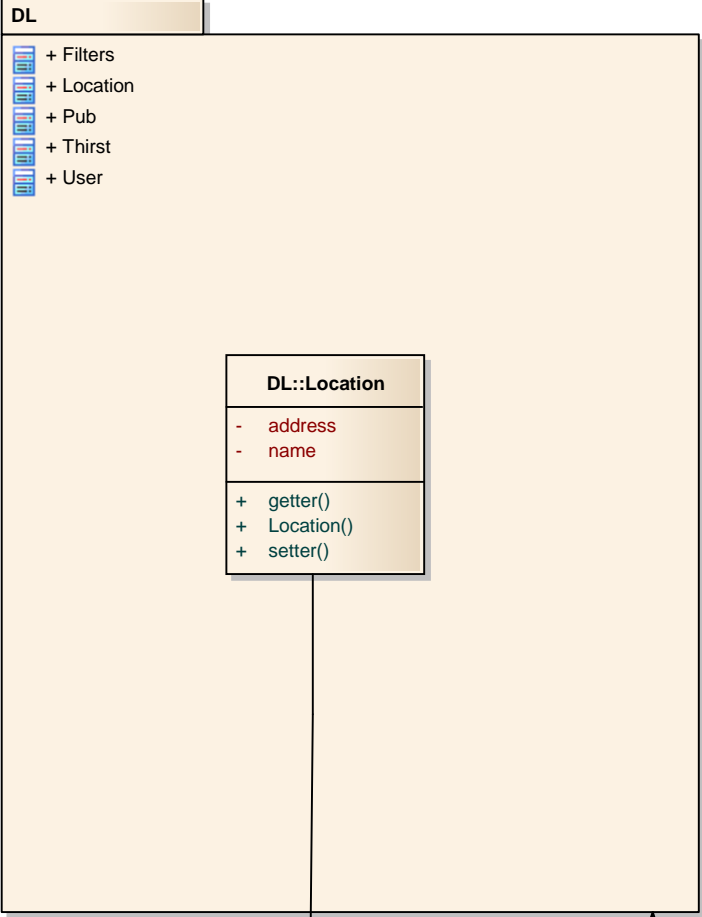 DL
+ Filters
+ Location
+ Pub
+ Thirst
+ User
DL::Location
- address
- name
+ getter()
+ Location()
+ setter()